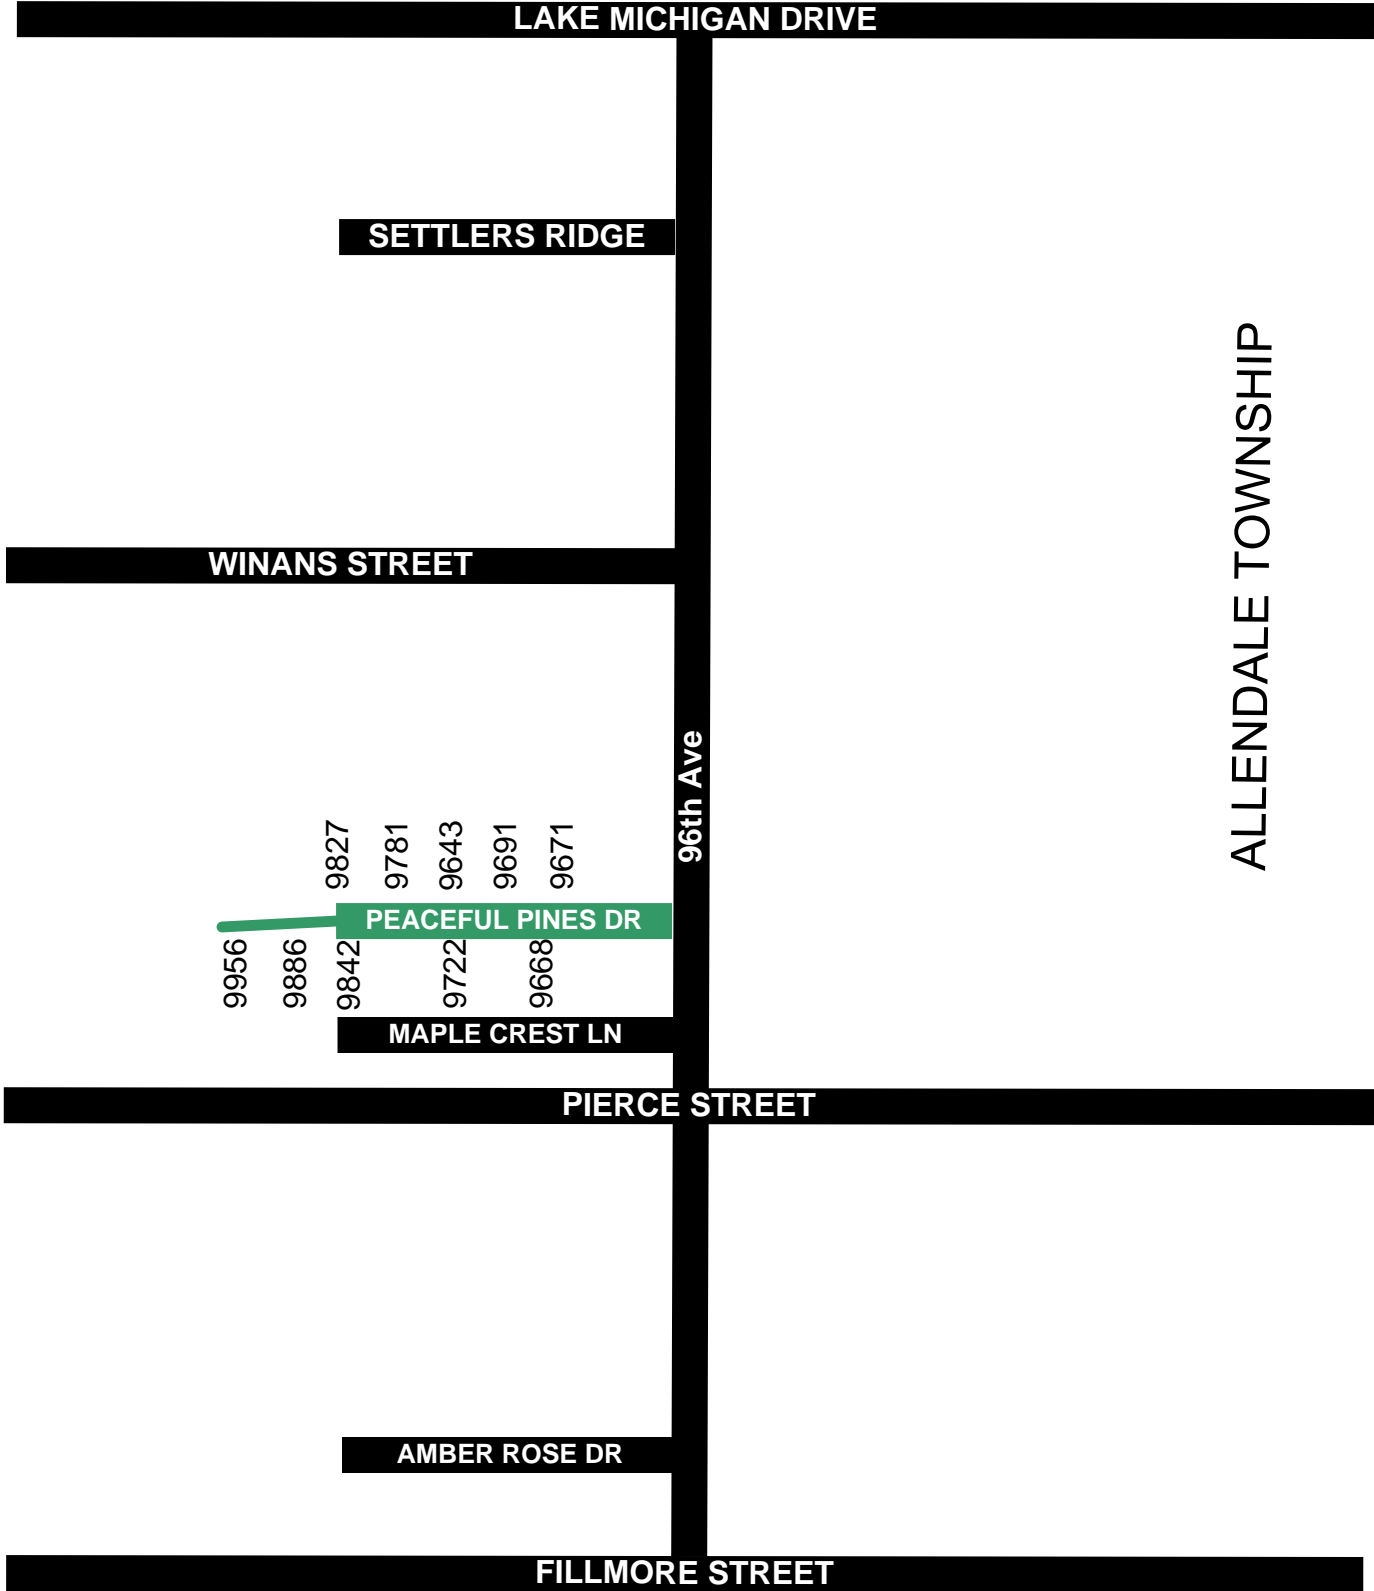 LAKE MICHIGAN DRIVE
SETTLERS RIDGE
ALLENDALE TOWNSHIP
WINANS STREET
96th Ave
9827
9781
9643
9691
9671
PEACEFUL PINES DR
9956
9886
9842
9722
9668
MAPLE CREST LN
PIERCE STREET
AMBER ROSE DR
FILLMORE STREET